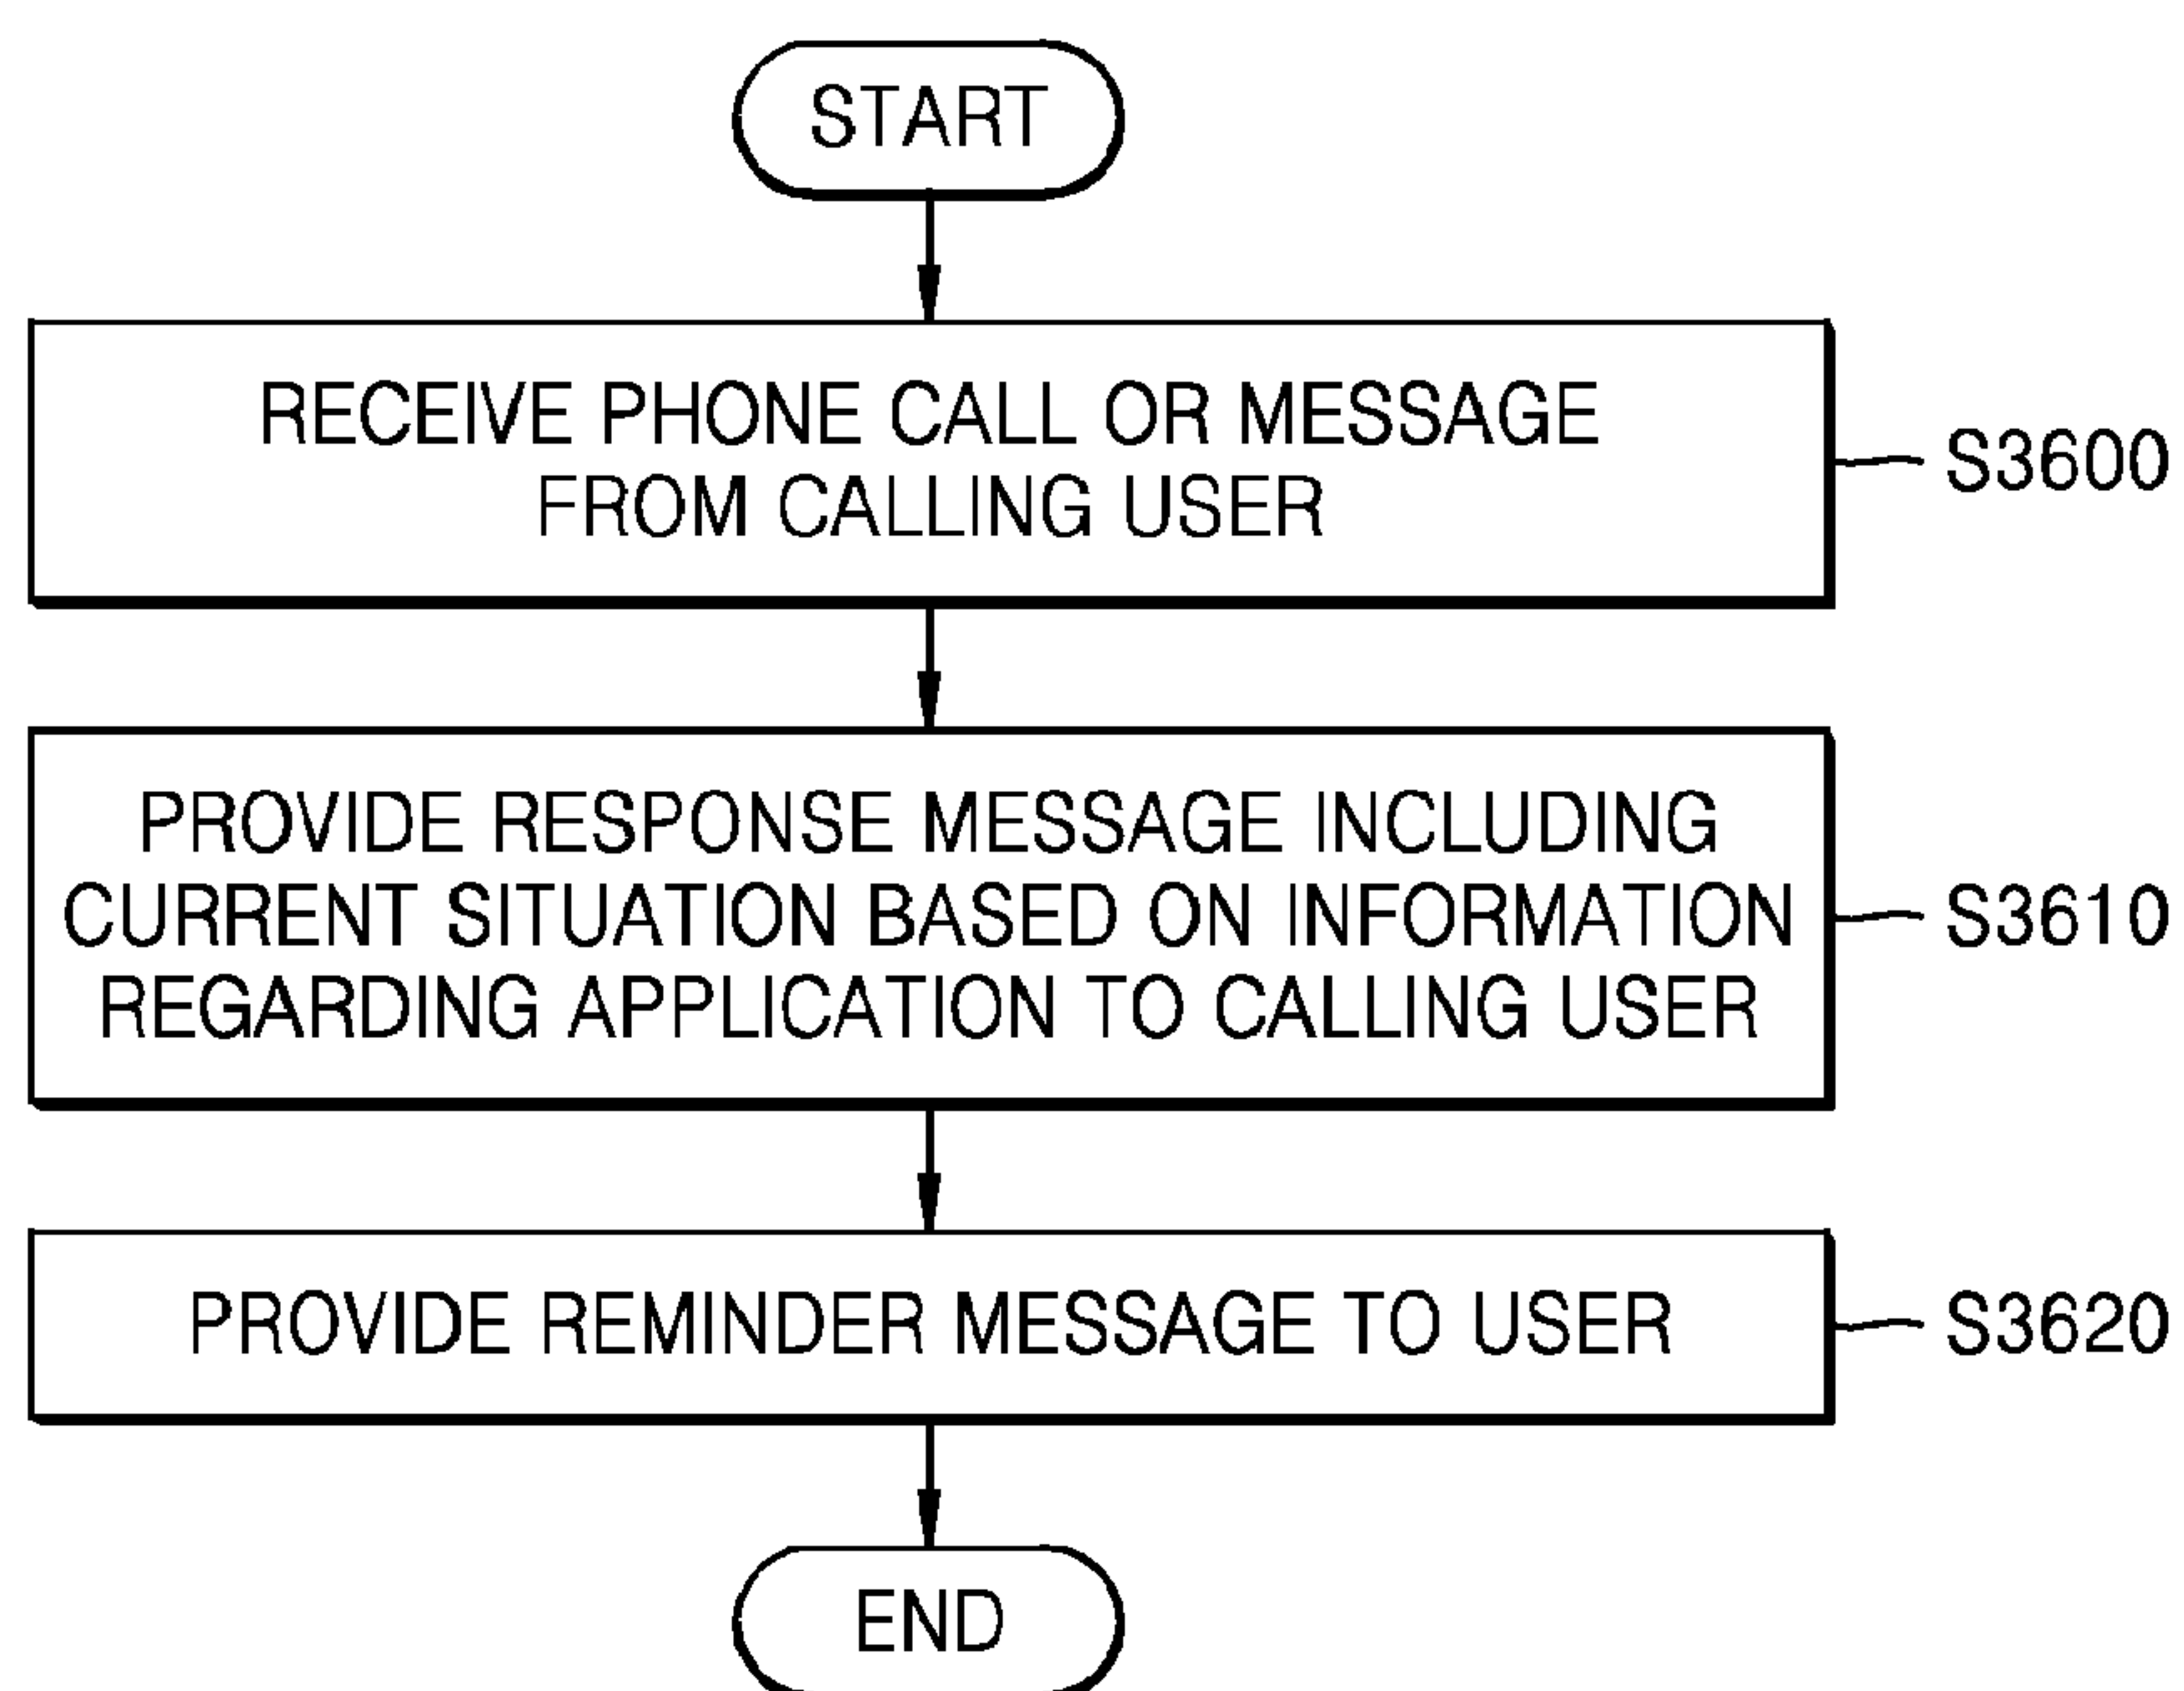 START
RECEIVE PHONE CALL OR MESSAGE
FROM CALLING USER
S3600
PROVIDE RESPONSE MESSAGE INCLUDING
CURRENT SITUATION BASED ON INFORMATION
REGARDING APPLICATION TO CALLING USER
S3610
PROVIDE REMINDER MESSAGE TO USER
S3620
END